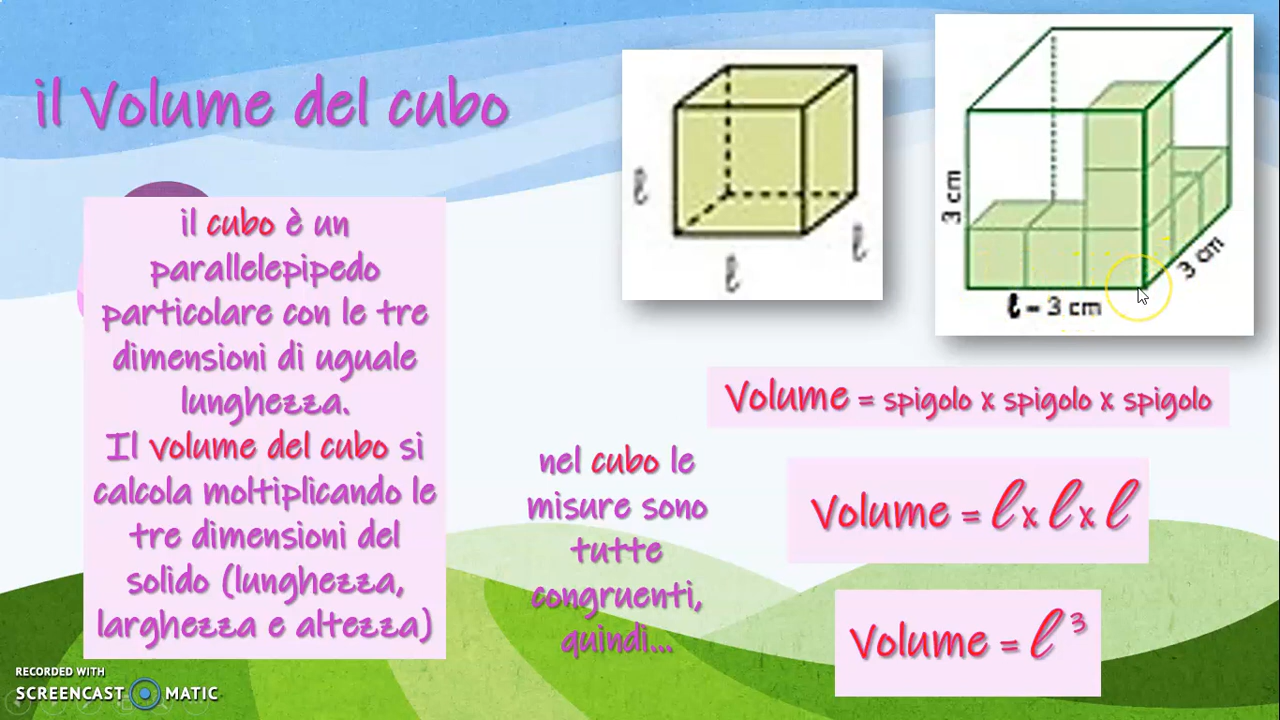 il Volume del cubo
il cubo è un
parallelepipedo
particolare con le tre
dimensioni di uguale
lunghezza.
Il volume del cubo si
calcola moltiplicando le
tre dimensioni del
solido (lunghezza,
larghezza e altezza)
ℓ
ℓ
ℓ
3 cm
3 cm
ℓ = 3 cm
Volume = spigolo x spigolo x spigolo
nel cubo le
misure sono
tutte
congruenti,
quindi...
Volume = ℓ x ℓ x ℓ
Volume = ℓ ³
RECORDED WITH
SCREENCAST MATIC